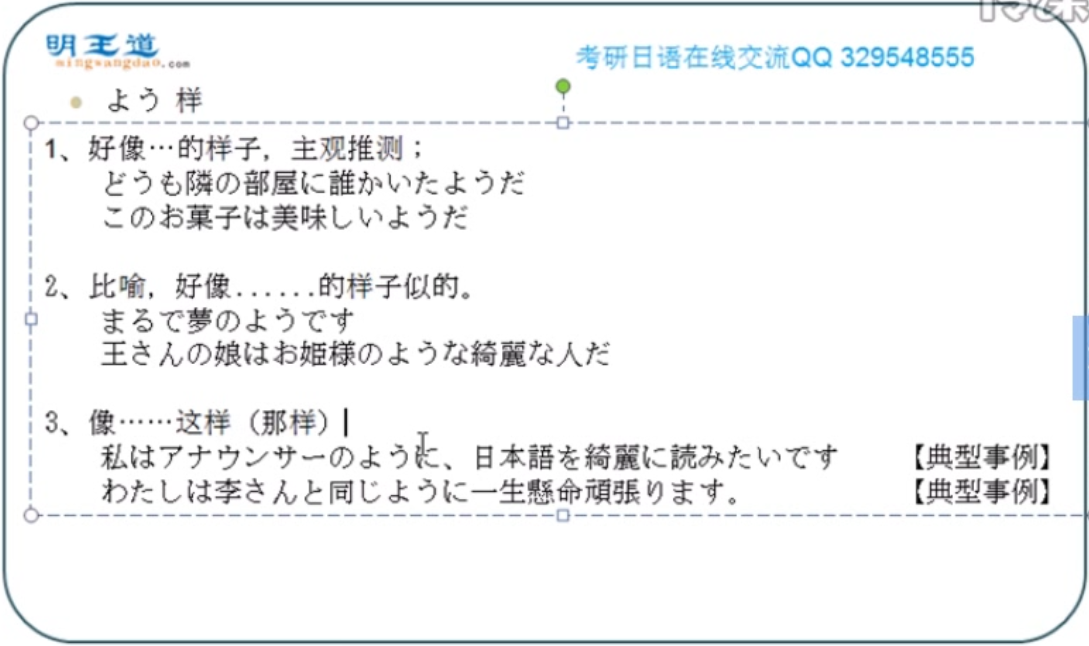 明王道
mingwangdao.com
考研日语在线交流QQ 329548555
よう 样
1、好像…的样子，主观推测；
どうも隣の部屋に誰かいたようだ
このお菓子は美味しいようだ
2、比喻，好像......的样子似的。
まるで夢のようです
王さんの娘はお姫様のような綺麗な人だ
3、像……这样（那样）
私はアナウンサーのように、日本語を綺麗に読みたいです 【典型事例】
わたしは李さんと同じように一生懸命頑張ります。 【典型事例】